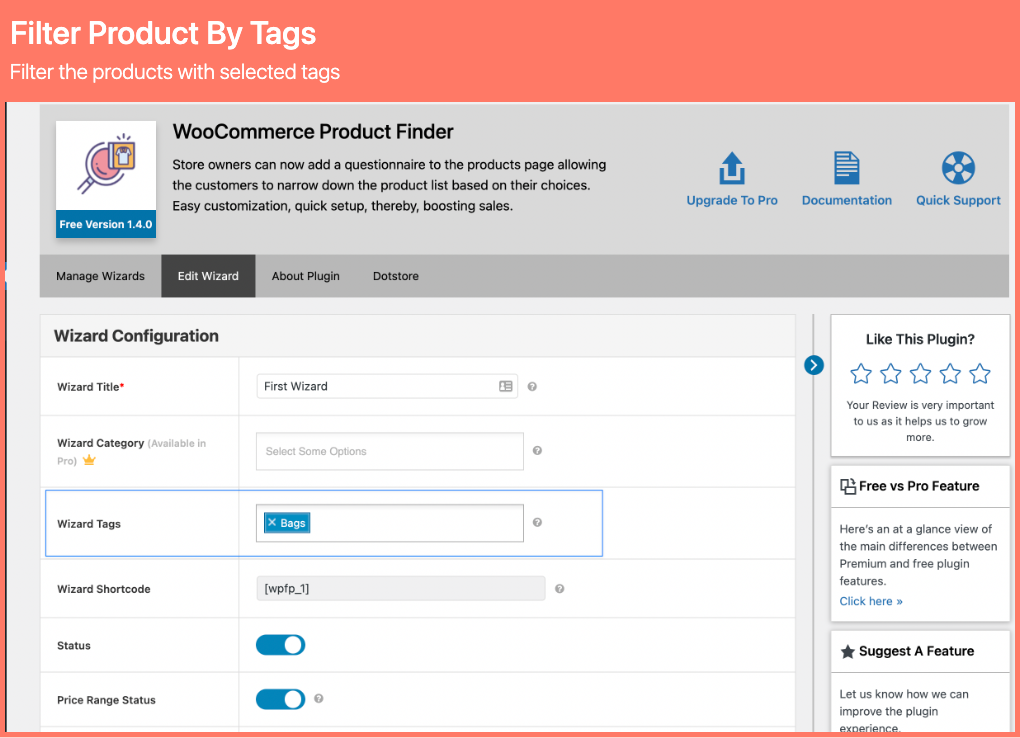 Filter Product By Tags
Filter the products with selected tags
WooCommerce Product Finder
Store owners can now add a questionnaire to the products page allowing
the customers to narrow down the product list based on their choices.
Easy customization, quick setup, thereby, boosting sales.
Free Version 1.4.0
Upgrade To Pro
Documentation
Quick Support
Manage Wizards
Edit Wizard
About Plugin
Dotstore
Wizard Configuration
Wizard Title*
First Wizard
?
Wizard Category (Available in
Pro)
Select Some Options
?
Wizard Tags
× Bags
?
Wizard Shortcode
[wpfp_1]
?
Status
Price Range Status
?
Like This Plugin?
Your Review is very important
to us as it helps us to grow
more.
Free vs Pro Feature
Here's an at a glance view of
the main differences between
Premium and free plugin
features.
Click here »
Suggest A Feature
Let us know how we can
improve the plugin
experience.